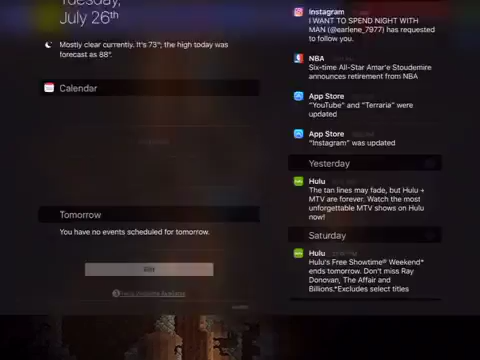 Tuesday,
July 26th
Mostly clear currently. It's 73°; the high today was
forecast as 88°.
Calendar
Tomorrow
You have no events scheduled for tomorrow.
Edit
Instagram
I WANT TO SPEND NIGHT WITH
MAN (@earlene_7977) has requested
to follow you.
NBA
Six-time All-Star Amar'e Stoudemire
announces retirement from NBA
App Store
"YouTube" and "Terraria" were
updated
App Store
"Instagram" was updated
Yesterday
Hulu
The tan lines may fade, but Hulu +
MTV are forever. Watch the most
unforgettable MTV shows on Hulu
now!
Saturday
Hulu
Hulu's Free Showtime® Weekend*
ends tomorrow. Don't miss Ray
Donovan, The Affair and
Billions.*Excludes select titles